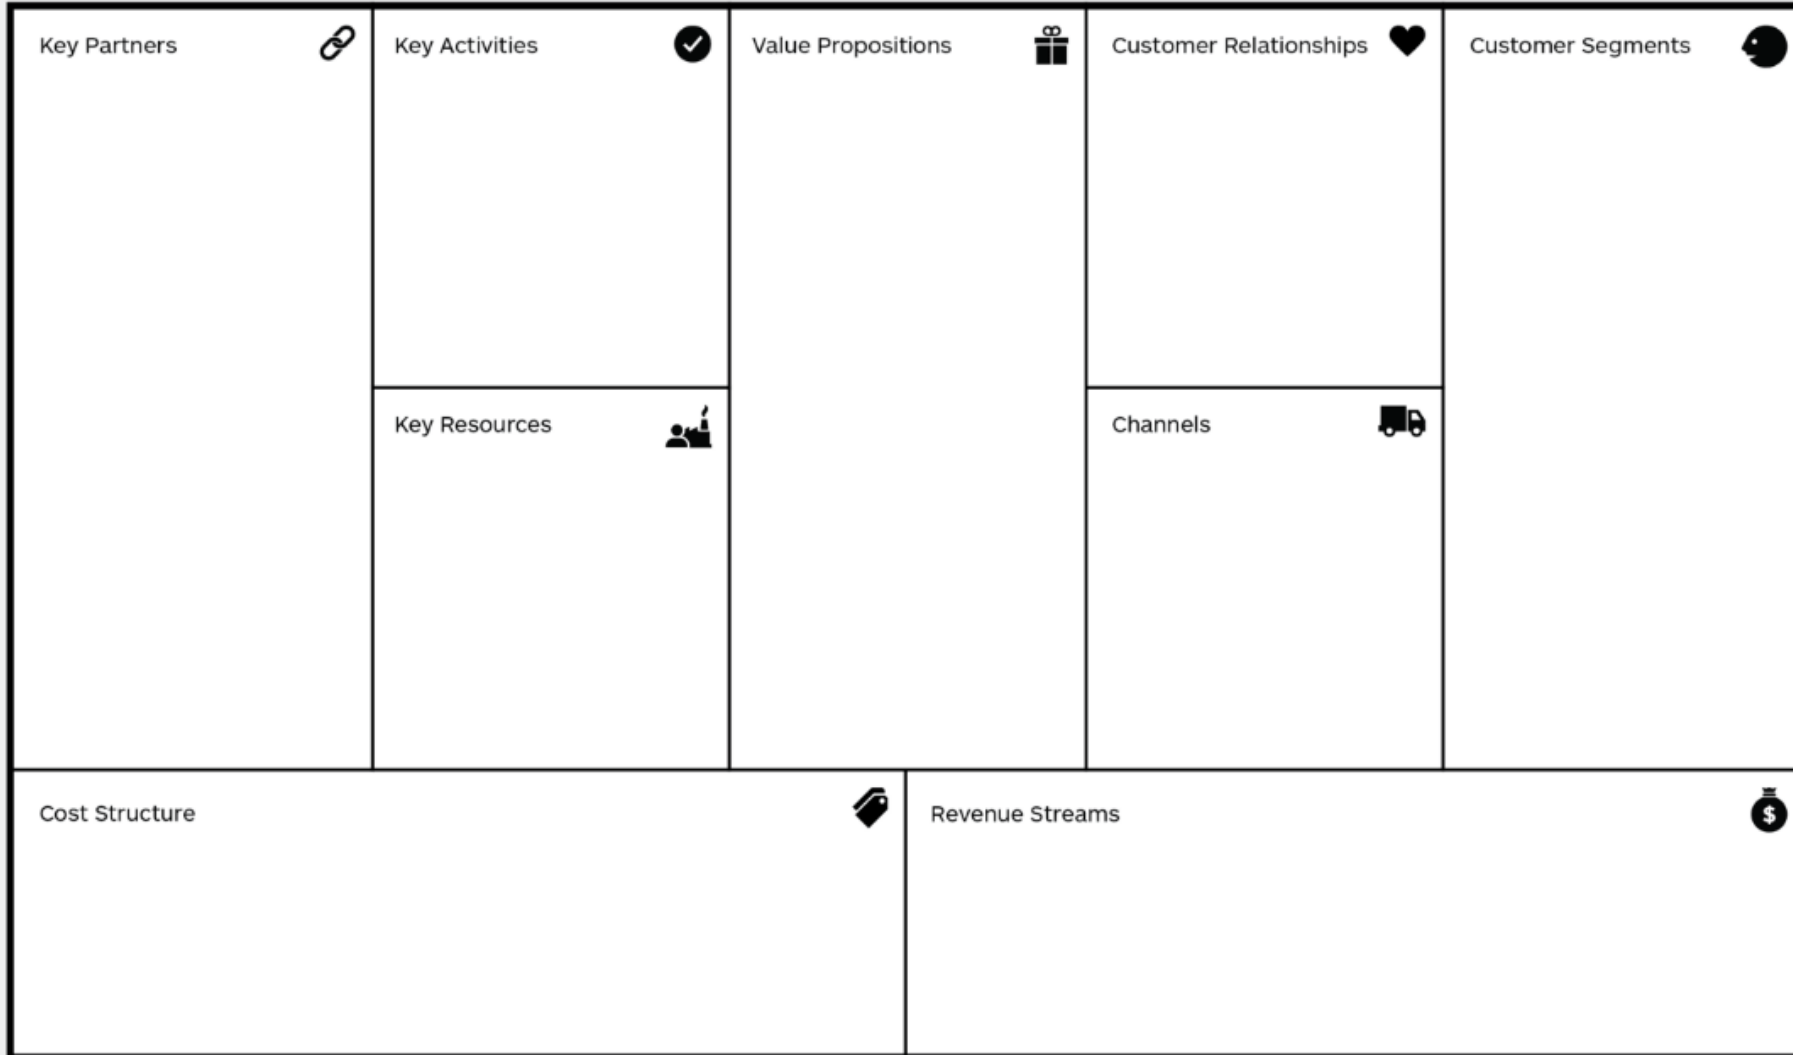 Key Partners
Key Activities
Value Propositions
Customer Relationships
Customer Segments
Key Resources
Channels
Cost Structure
Revenue Streams
$